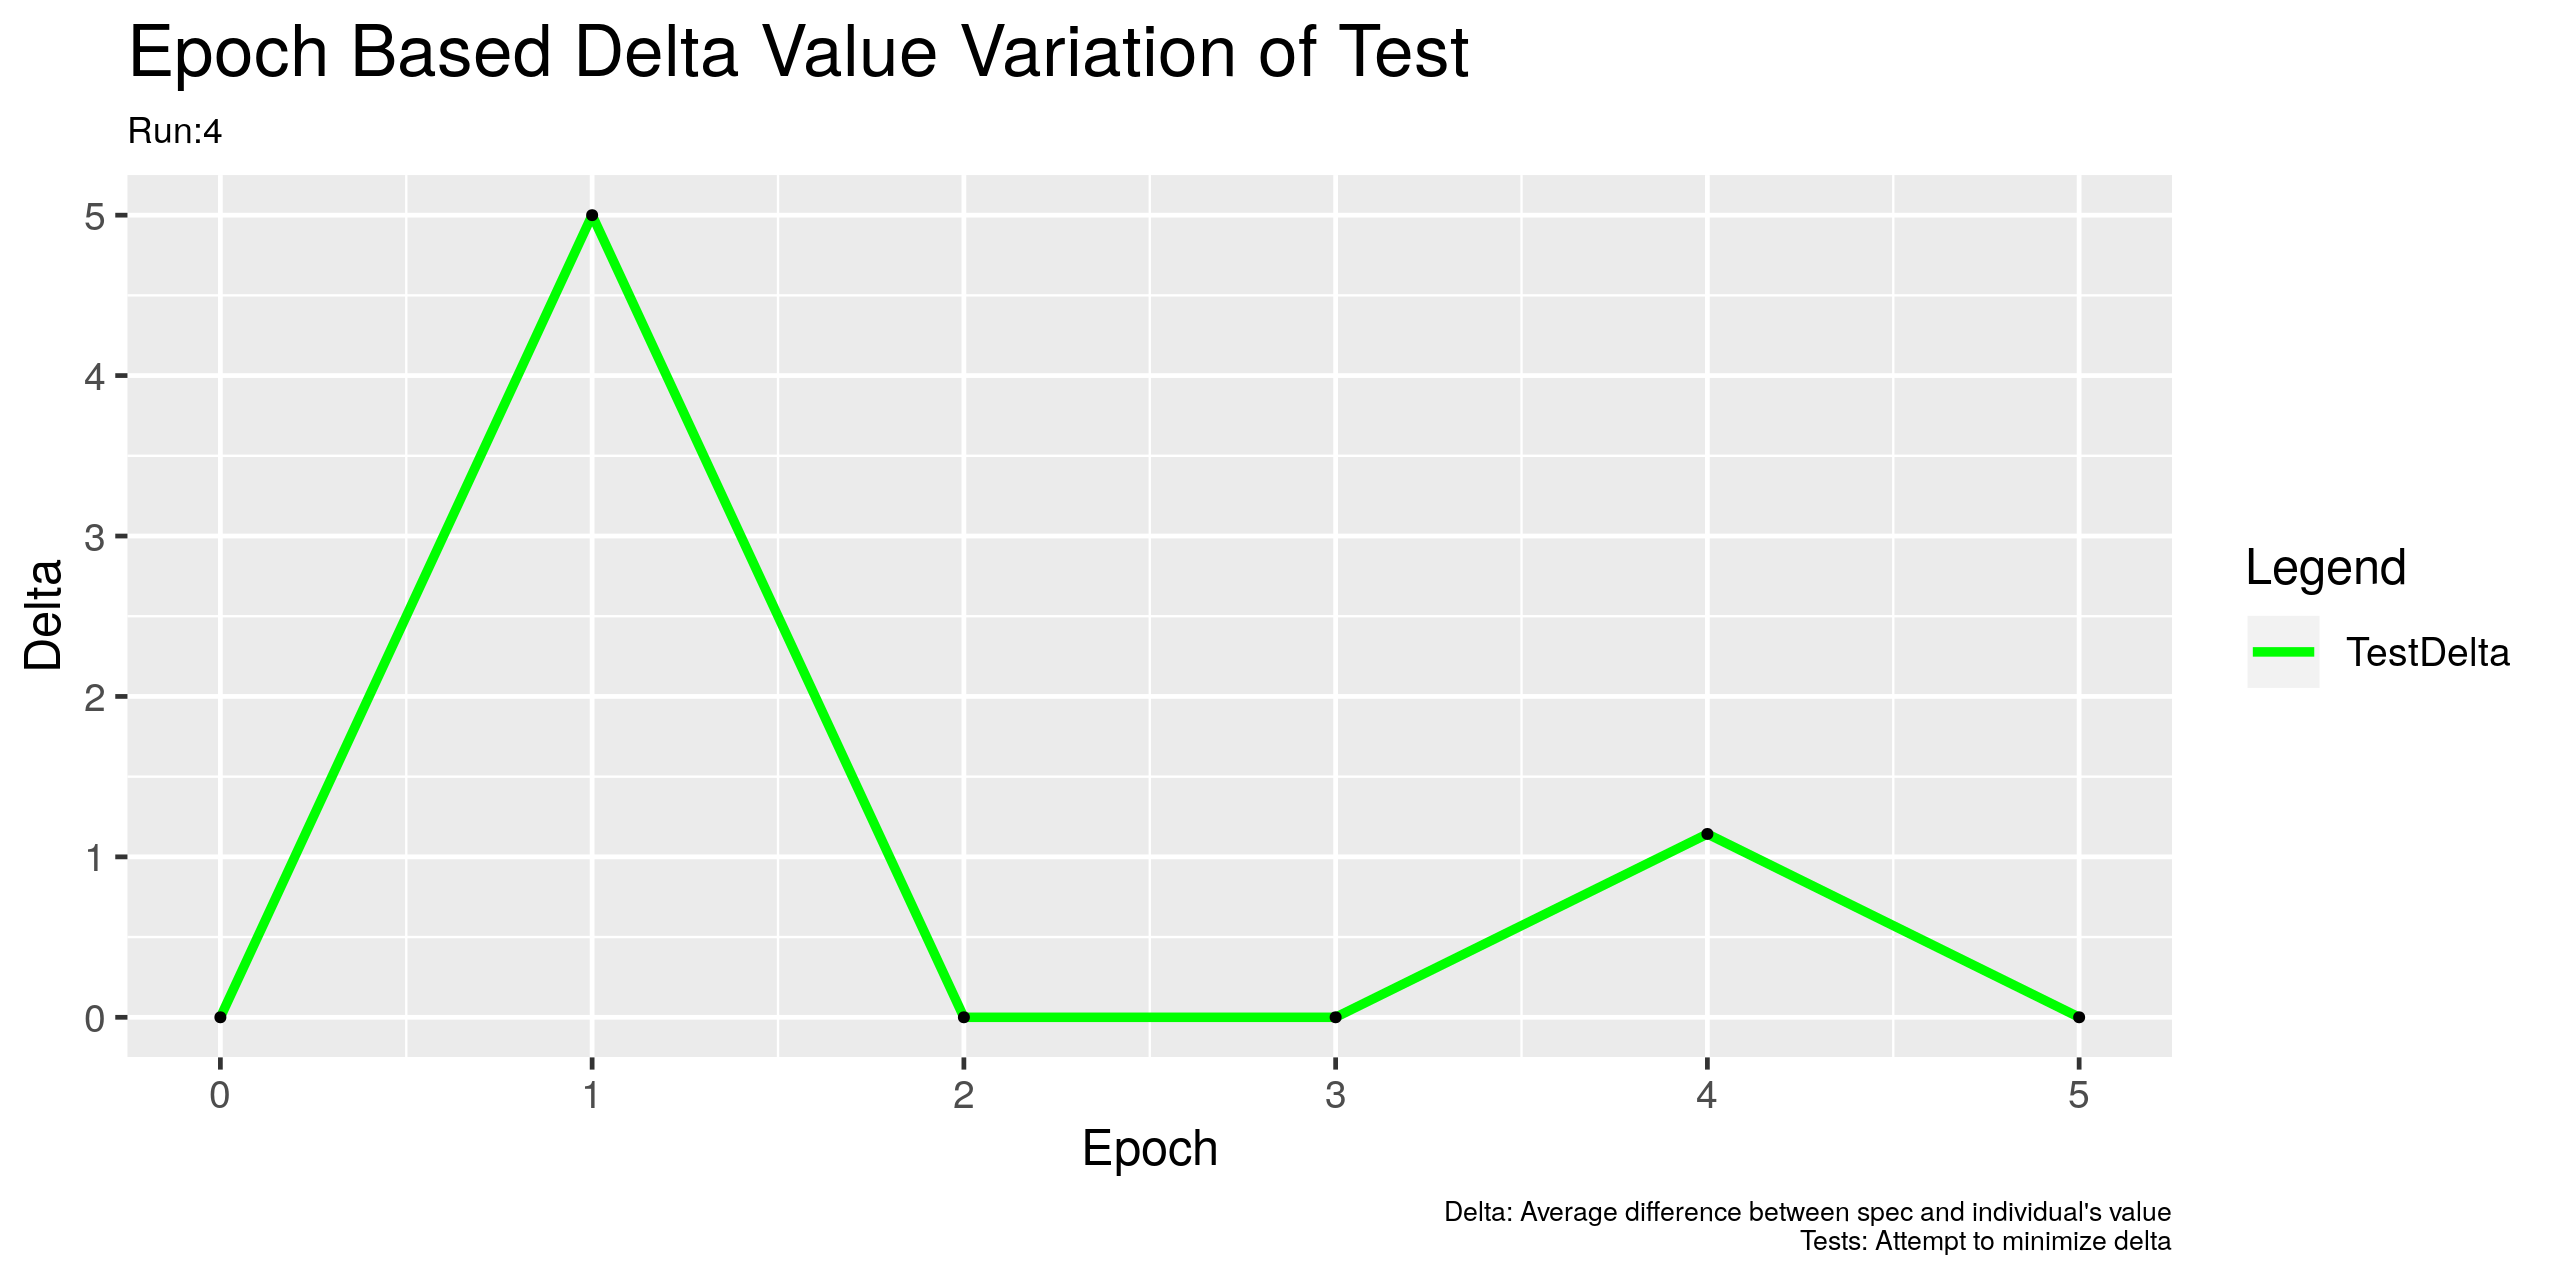 Epoch Based Delta Value Variation of Test
Run:4
5
4
3
2
1
0
Delta
0 1 2 3 4 5
Epoch
Legend
TestDelta
Delta: Average difference between spec and individual's value
Tests: Attempt to minimize delta